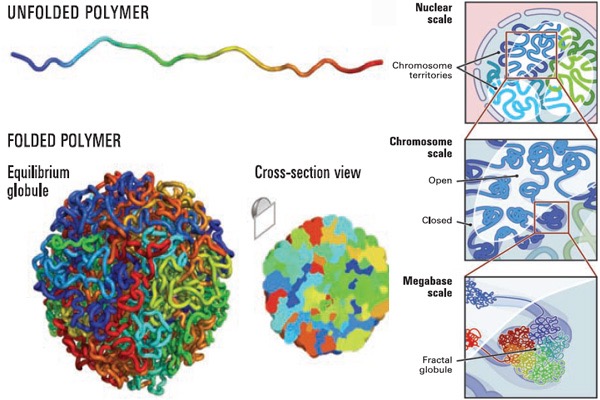 UNFOLDED POLYMER
FOLDED POLYMER
Equilibrium
globule
Cross-section view
Nuclear
scale
Chromosome
territories
Chromosome
scale
Open
Closed
Megabase
scale
Fractal
globule